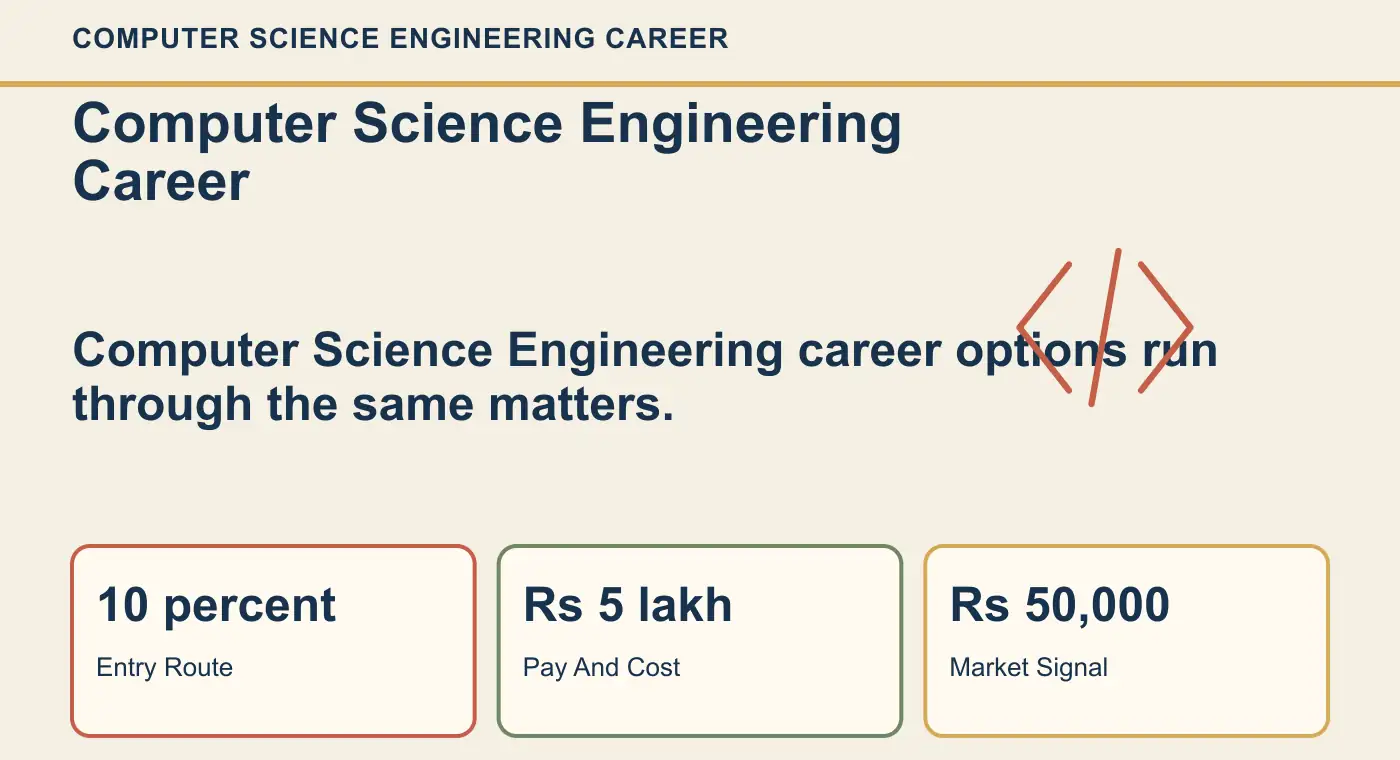 COMPUTER SCIENCE ENGINEERING CAREER
Computer Science Engineering
Career
Computer Science Engineering career options run
through the same matters.
10 percent
Entry Route
Rs 5 lakh
Pay And Cost
Rs 50,000
Market Signal